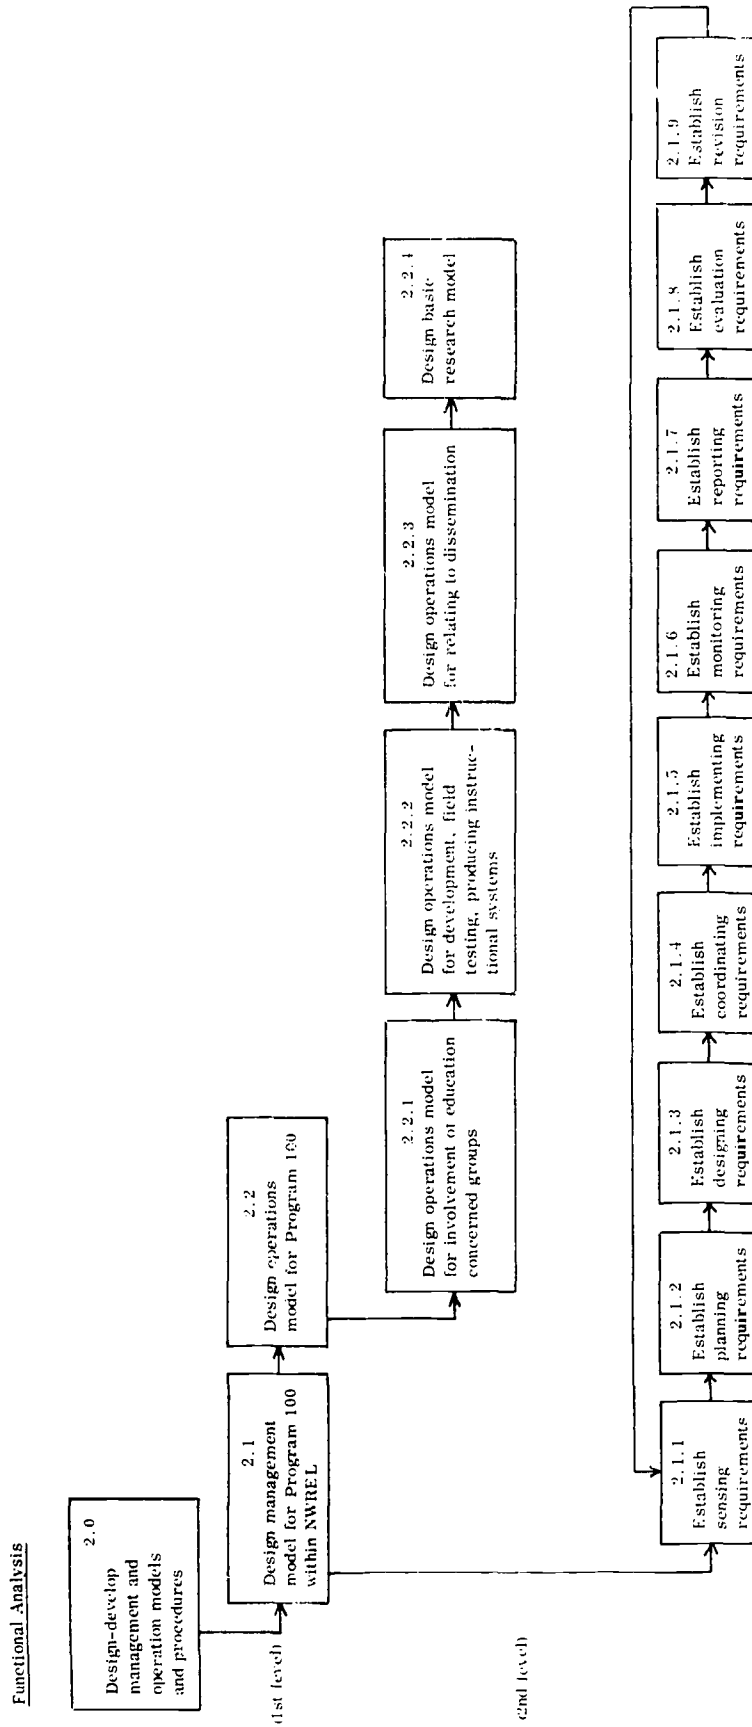 Functional Analysis
2.0
Design-develop
management and
operation models
and procedures
(1st level)
2.1
Design management
model for Program 100
within NWREL
2.2
Design operations
model for Program 100
(2nd level)
2.2.1
Design operations model
for involvement of education
concerned groups
2.2.2
Design operations model
for development, field
testing, producing instruc-
tional systems
2.2.3
Design operations model
for relating to dissemination
2.2.4
Design basic
research model
2.1.1
Establish
sensing
requirements
2.1.2
Establish
planning
requirements
2.1.3
Establish
designing
requirements
2.1.4
Establish
coordinating
requirements
2.1.5
Establish
implementing
requirements
2.1.6
Establish
monitoring
requirements
2.1.7
Establish
reporting
requirements
2.1.8
Establish
evaluation
requirements
2.1.9
Establish
revision
requirements